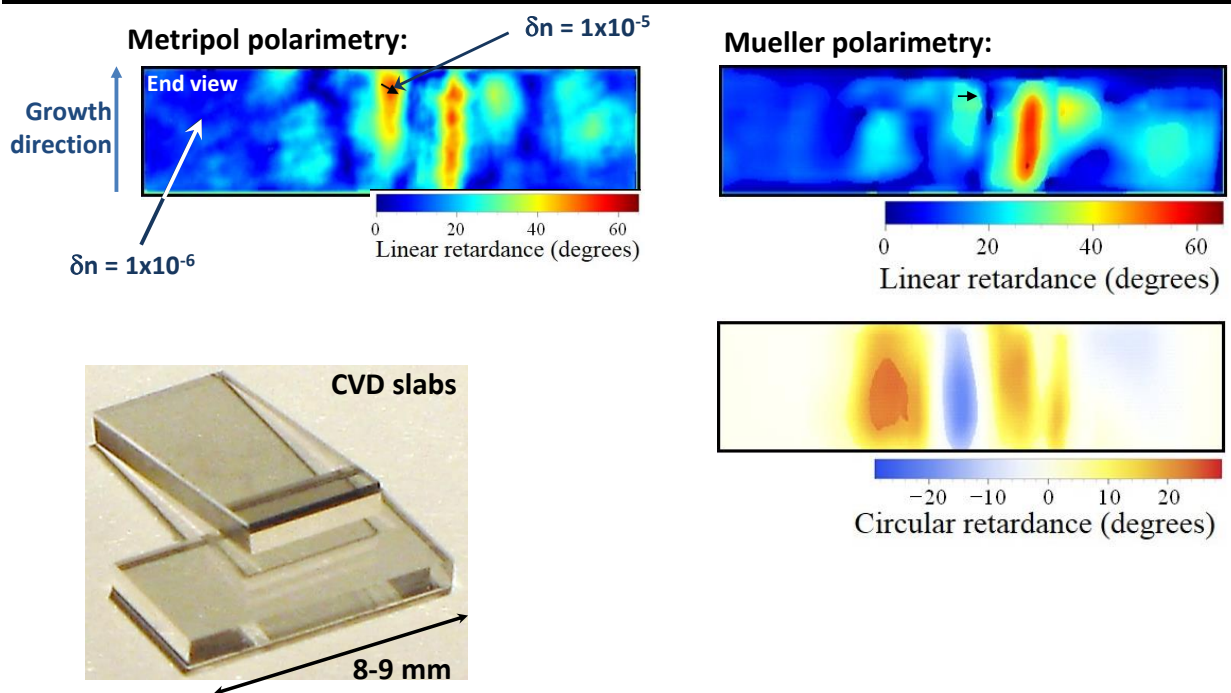 Metripol polarimetry:
δn = 1x10⁻⁵
End view
Growth
direction
0 20 40 60
Linear retardance (degrees)
δn = 1x10⁻⁶
Mueller polarimetry:
0 20 40 60
Linear retardance (degrees)
−20 −10 0 10 20
Circular retardance (degrees)
CVD slabs
8-9 mm